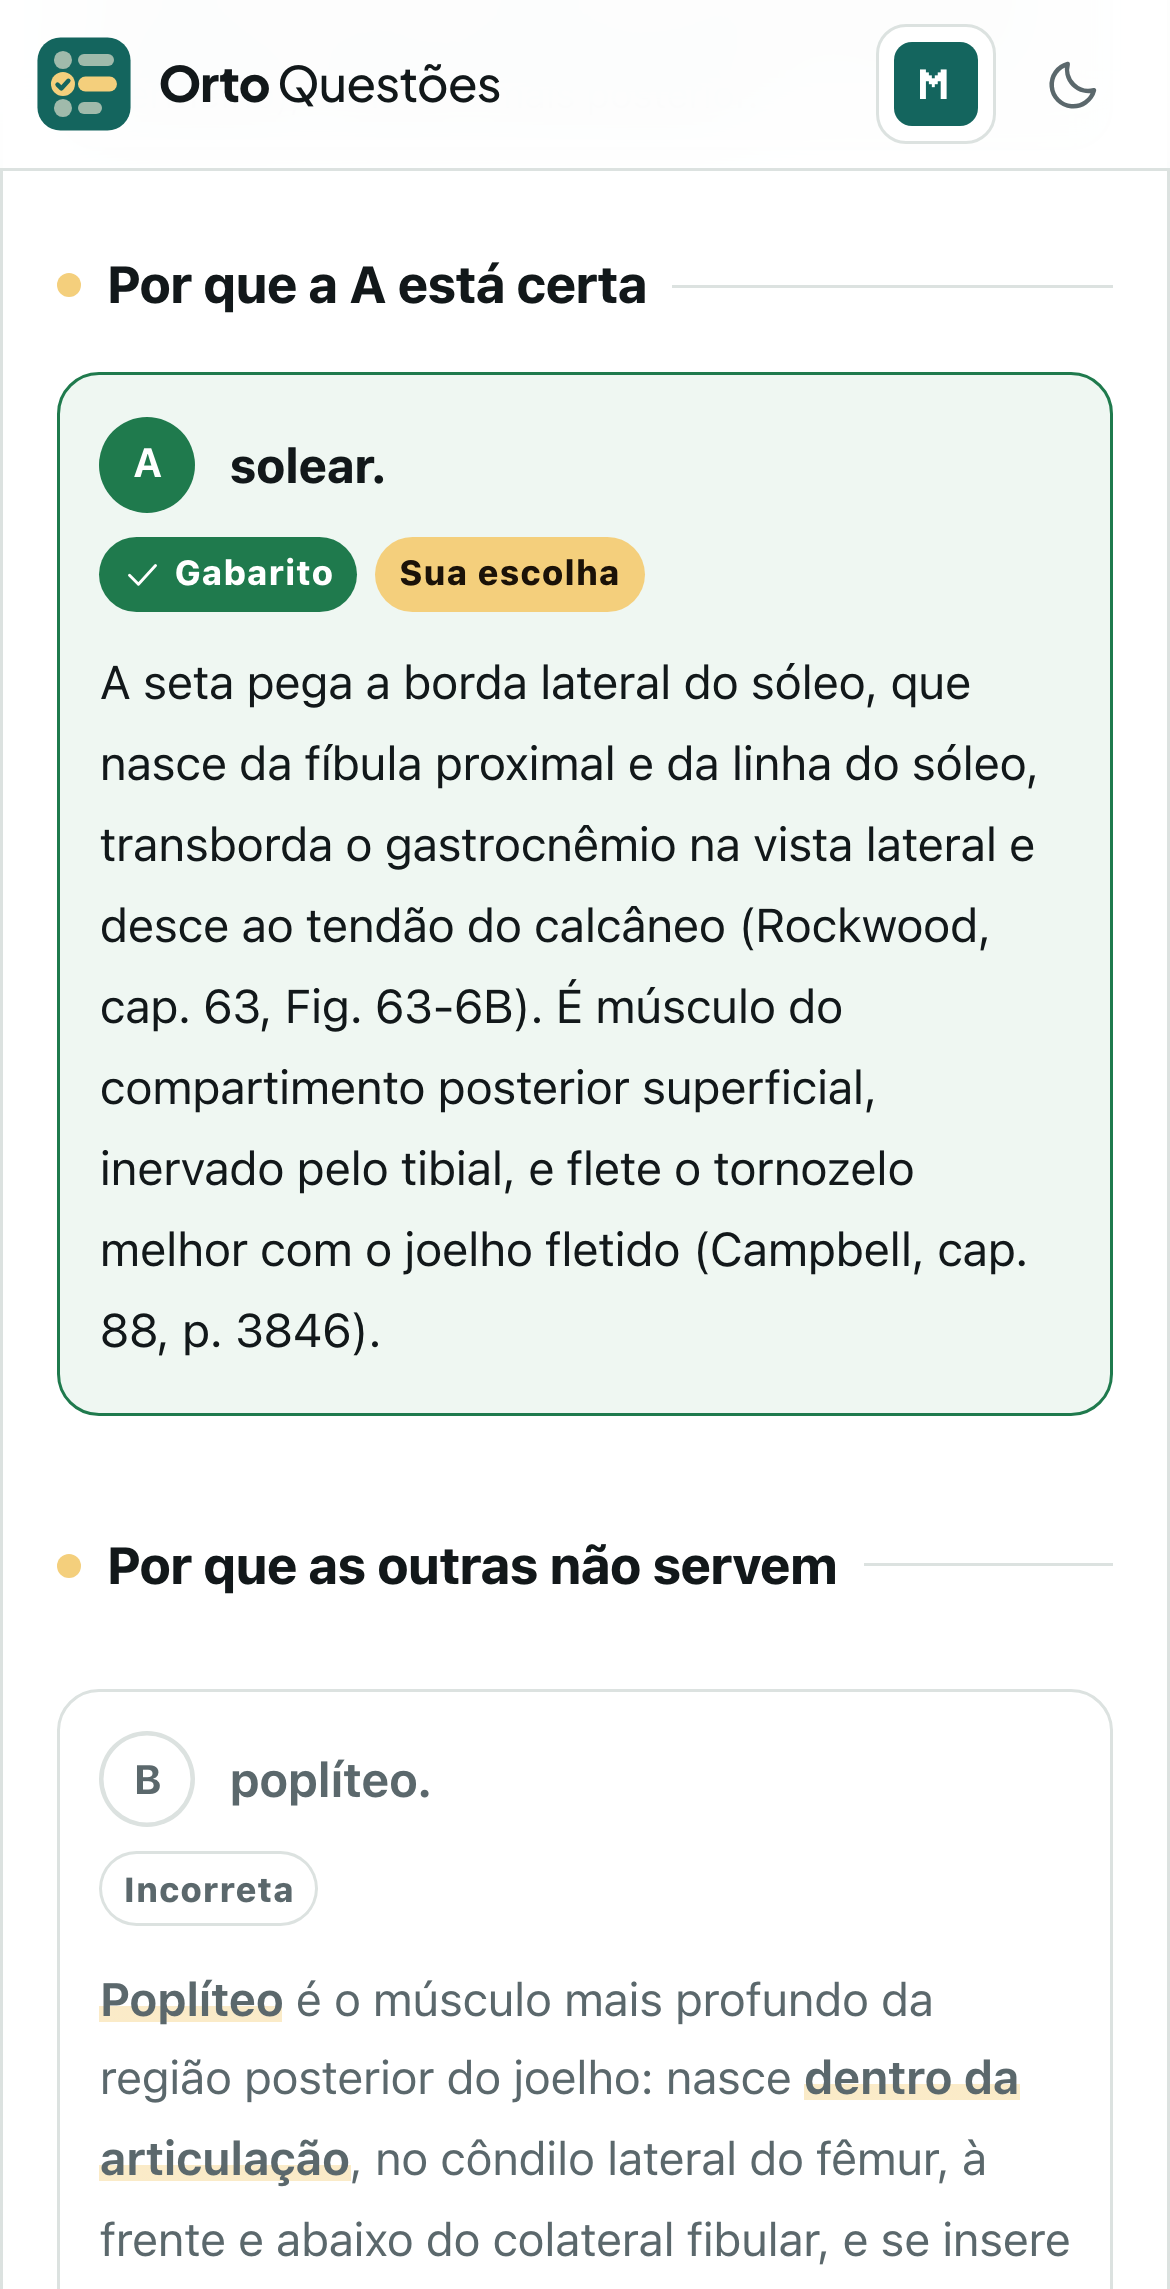 Orto Questões
M
Por que a A está certa
A
solear.
Gabarito
Sua escolha
A seta pega a borda lateral do sóleo, que
nasce da fíbula proximal e da linha do sóleo,
transborda o gastrocnêmio na vista lateral e
desce ao tendão do calcâneo (Rockwood,
cap. 63, Fig. 63-6B). É músculo do
compartimento posterior superficial,
inervado pelo tibial, e flete o tornozelo
melhor com o joelho fletido (Campbell, cap.
88, p. 3846).
Por que as outras não servem
B
poplíteo.
Incorreta
Poplíteo é o músculo mais profundo da
região posterior do joelho: nasce dentro da
articulação, no côndilo lateral do fêmur, à
frente e abaixo do colateral fibular, e se insere